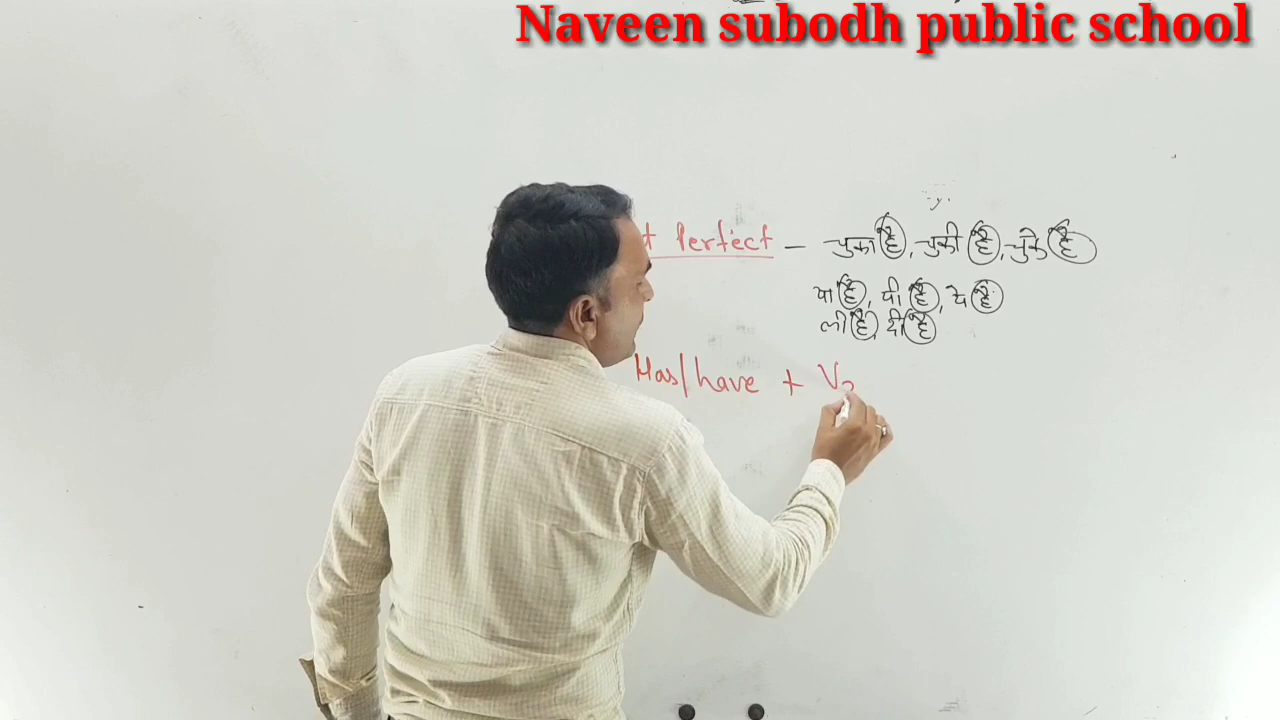 Naveen subodh public school
t Perfect – चुका है, चुकी है, चुके है
या है, यी है, ये है
ली है, दी है
Has/have + V